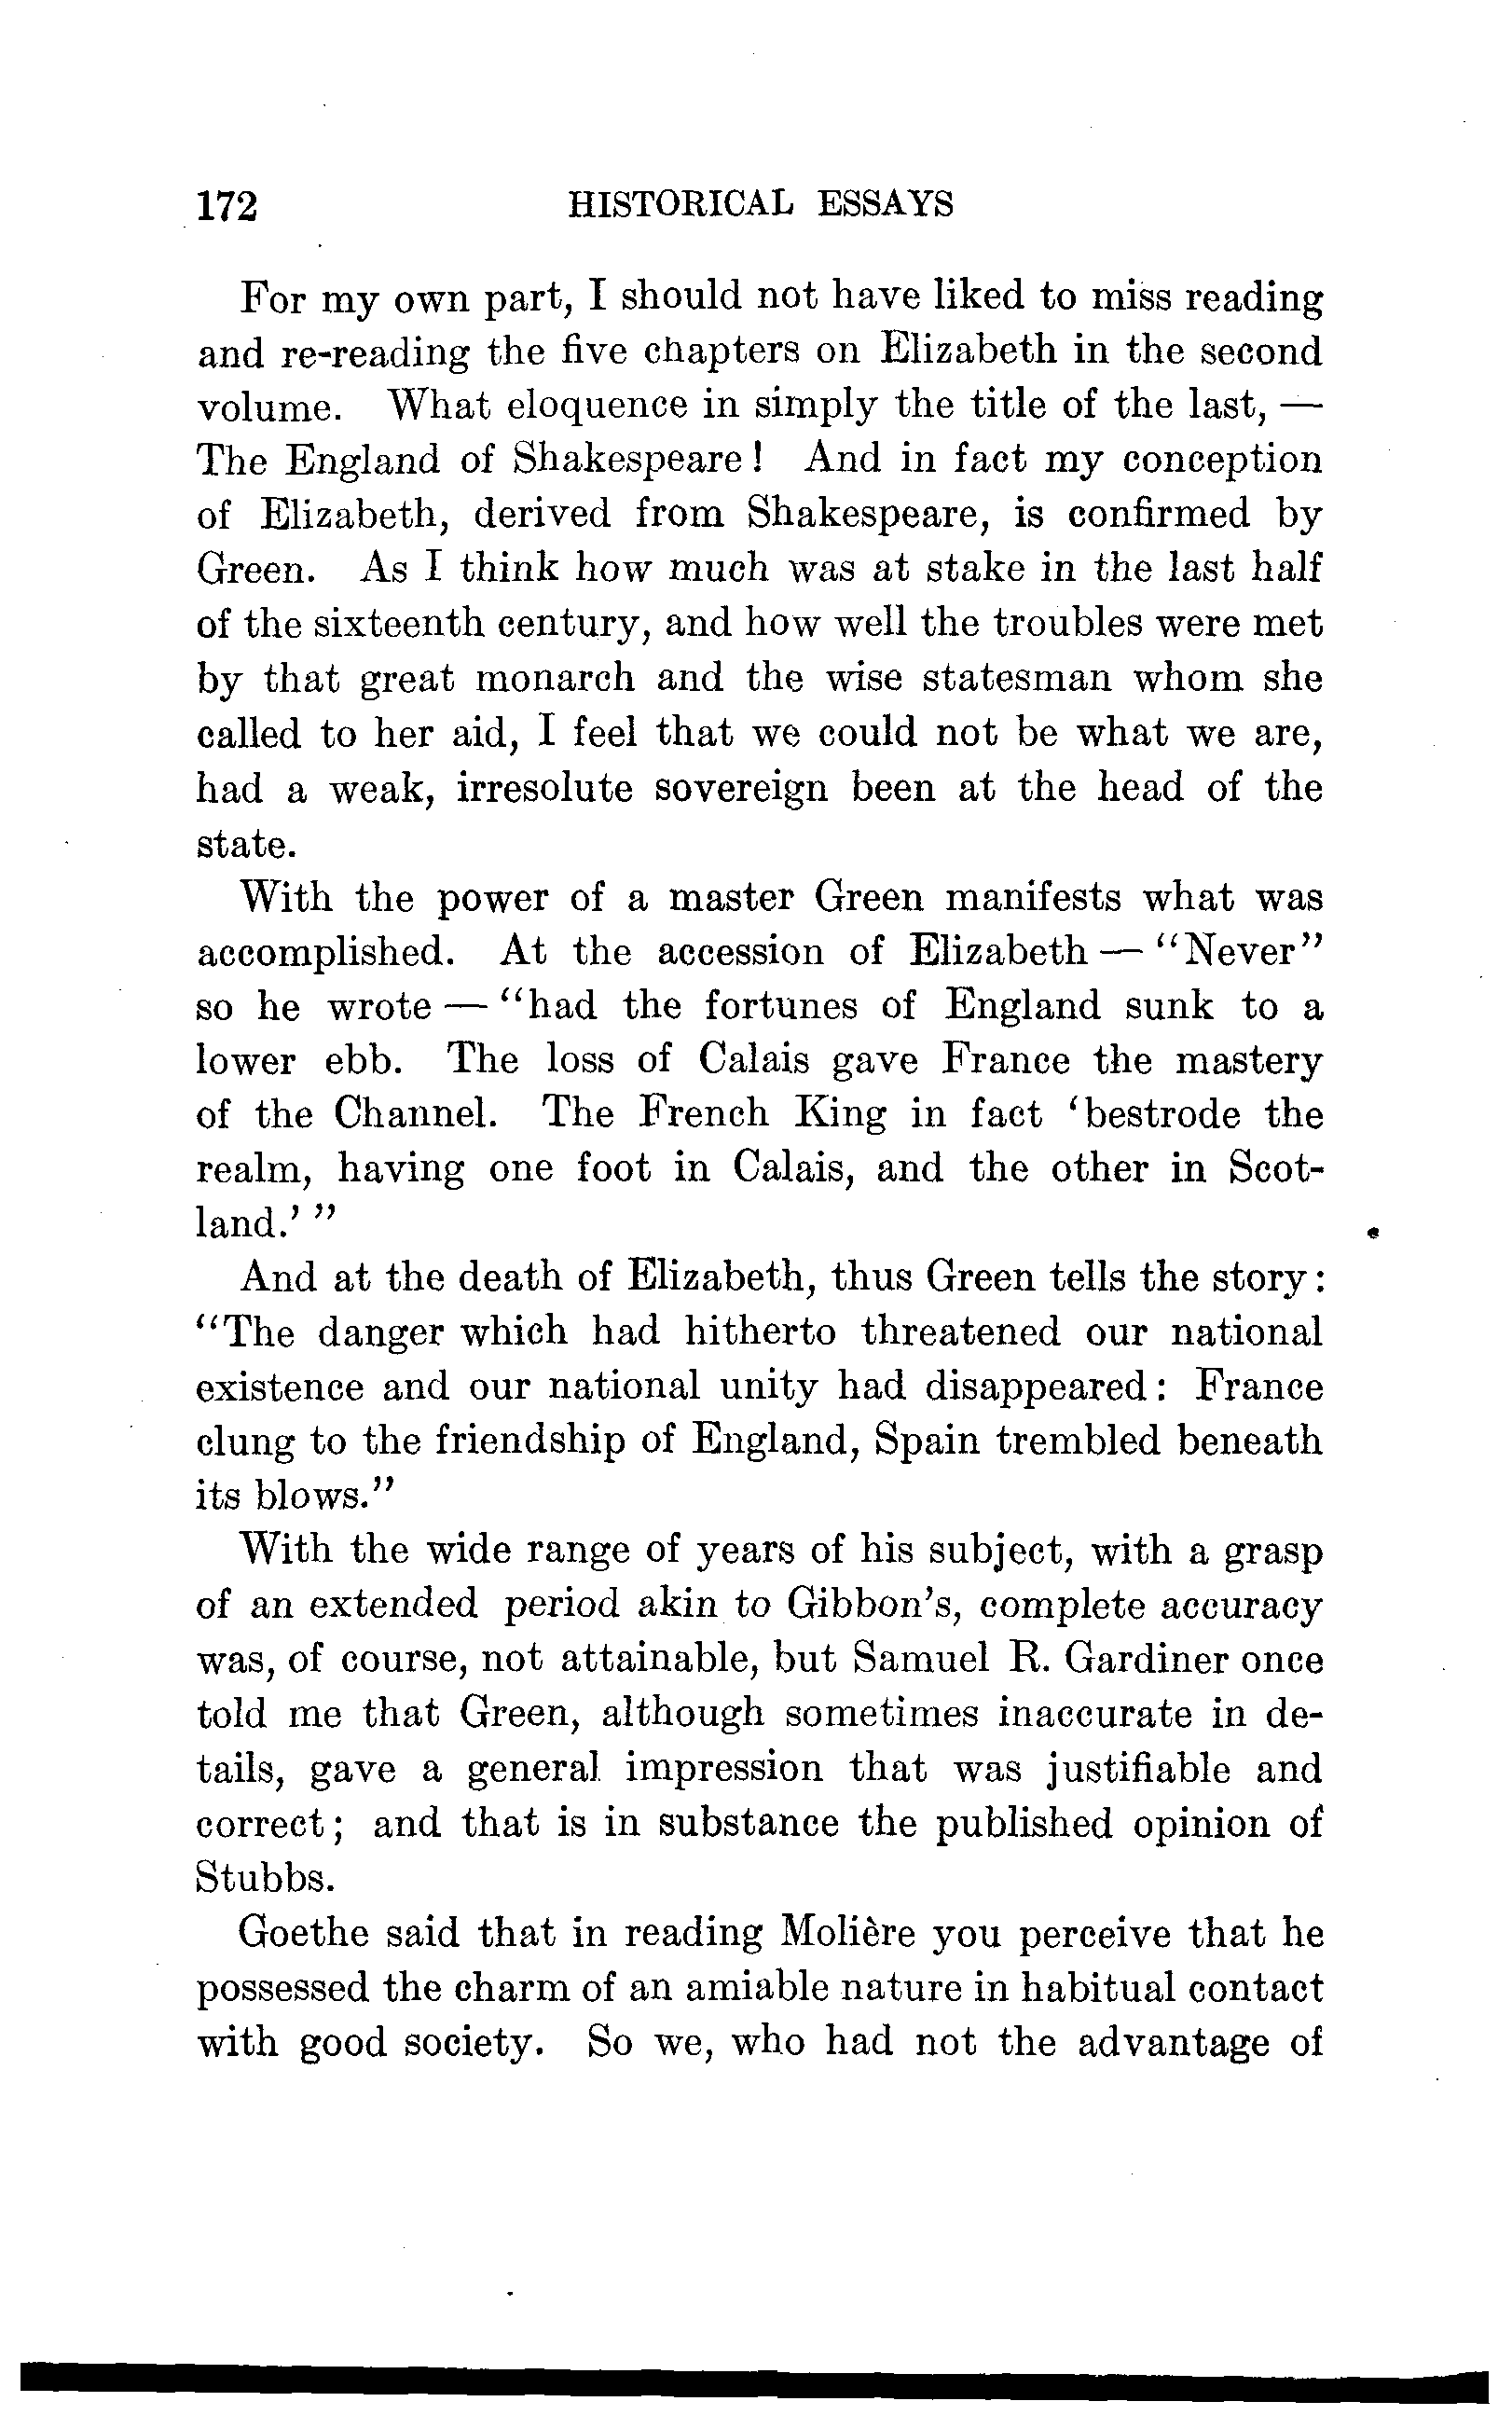 172 HISTORICAL ESSAYS
For my own part, I should not have liked to miss reading
and re-reading the five chapters on Elizabeth in the second
volume. What eloquence in simply the title of the last, —
The England of Shakespeare! And in fact my conception
of Elizabeth, derived from Shakespeare, is confirmed by
Green. As I think how much was at stake in the last half
of the sixteenth century, and how well the troubles were met
by that great monarch and the wise statesman whom she
called to her aid, I feel that we could not be what we are,
had a weak, irresolute sovereign been at the head of the
state.
With the power of a master Green manifests what was
accomplished. At the accession of Elizabeth — "Never"
so he wrote — "had the fortunes of England sunk to a
lower ebb. The loss of Calais gave France the mastery
of the Channel. The French King in fact 'bestrode the
realm, having one foot in Calais, and the other in Scot-
land.' "
And at the death of Elizabeth, thus Green tells the story:
"The danger which had hitherto threatened our national
existence and our national unity had disappeared: France
clung to the friendship of England, Spain trembled beneath
its blows."
With the wide range of years of his subject, with a grasp
of an extended period akin to Gibbon's, complete accuracy
was, of course, not attainable, but Samuel R. Gardiner once
told me that Green, although sometimes inaccurate in de-
tails, gave a general impression that was justifiable and
correct; and that is in substance the published opinion of
Stubbs.
Goethe said that in reading Molière you perceive that he
possessed the charm of an amiable nature in habitual contact
with good society. So we, who had not the advantage of